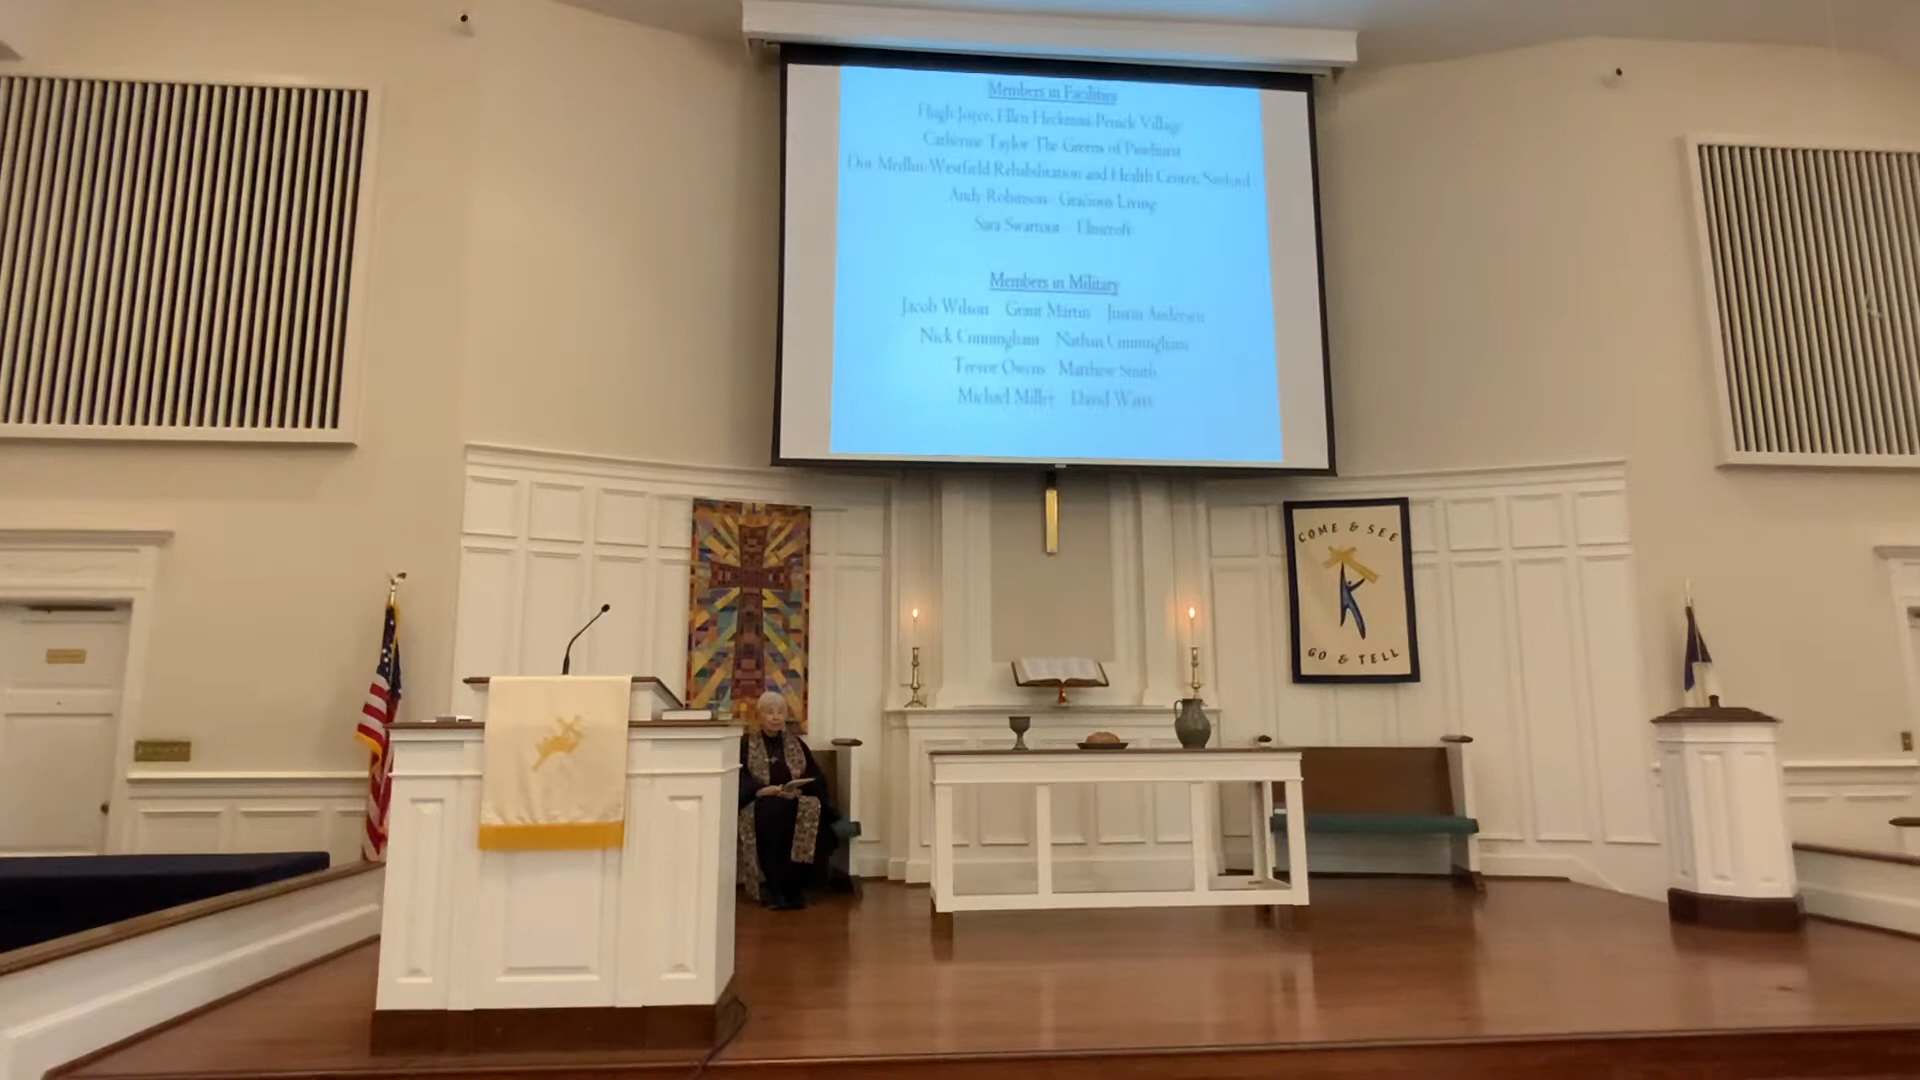 Members in Facilities
Hugh Joyce, Ellen Heckman-Penick Village
Catherine Taylor-The Greens of Pinehurst
Dot Medlin-Westfield Rehabilitation and Health Center, Sanford
Andy Robinson - Gracious Living
Sara Swartout - Elmcroft
Members in Military
Jacob Wilson Grant Martin Justin Andersen
Nick Cunningham Nathan Cunningham
Trevor Owens Matthew Smith
Michael Miller David Watts
COME & SEE
GO & TELL